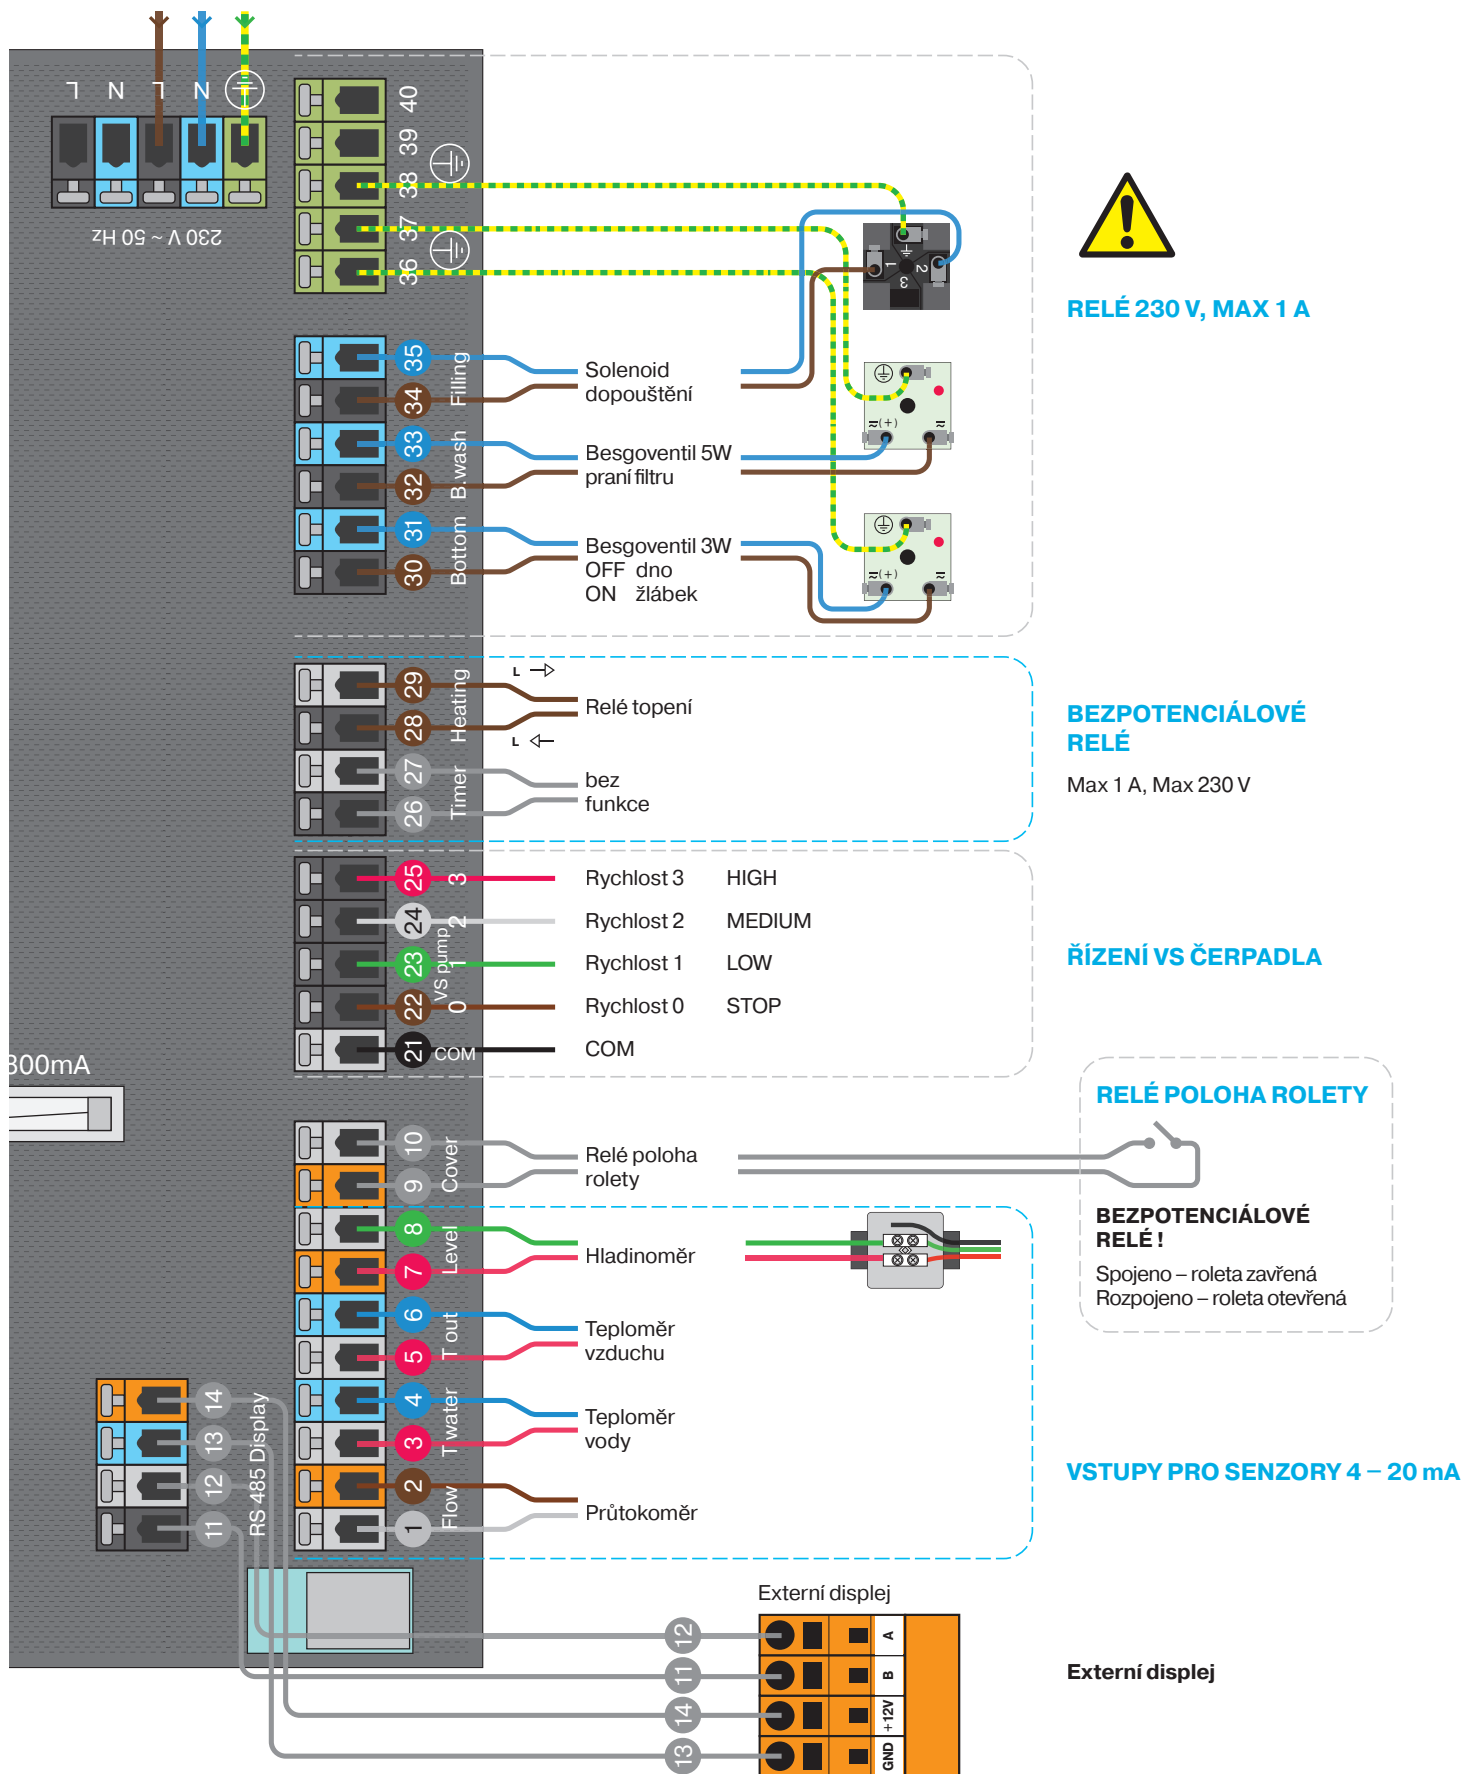 L N L N
230 V ~ 50 Hz
40
39
38
37
36
35
34
Filling
33
32
B.wash
31
30
Bottom
Solenoid
dopouštění
Besgoventil 5W
praní filtru
Besgoventil 3W
OFF dno
ON žlábek
1
2
3
≂(+)
≂
≂(+)
≂
RELÉ 230 V, MAX 1 A
29
28
Heating
27
26
Timer
L
L
Relé topení
bez
funkce
BEZPOTENCIÁLOVÉ
RELÉ
Max 1 A, Max 230 V
25 3
24 2
23 1
22 0
VS pump
21 COM
Rychlost 3 HIGH
Rychlost 2 MEDIUM
Rychlost 1 LOW
Rychlost 0 STOP
COM
ŘÍZENÍ VS ČERPADLA
800mA
10
9
Cover
Relé poloha
rolety
RELÉ POLOHA ROLETY
BEZPOTENCIÁLOVÉ
RELÉ !
Spojeno – roleta zavřená
Rozpojeno – roleta otevřená
8
7
Level
6
5
T out
4
3
T water
2
1
Flow
Hladinoměr
Teploměr
vzduchu
Teploměr
vody
Průtokoměr
VSTUPY PRO SENZORY 4 – 20 mA
14
13
12
11
RS 485 Display
Externí displej
12 A
11 B
14 +12V
13 GND
Externí displej